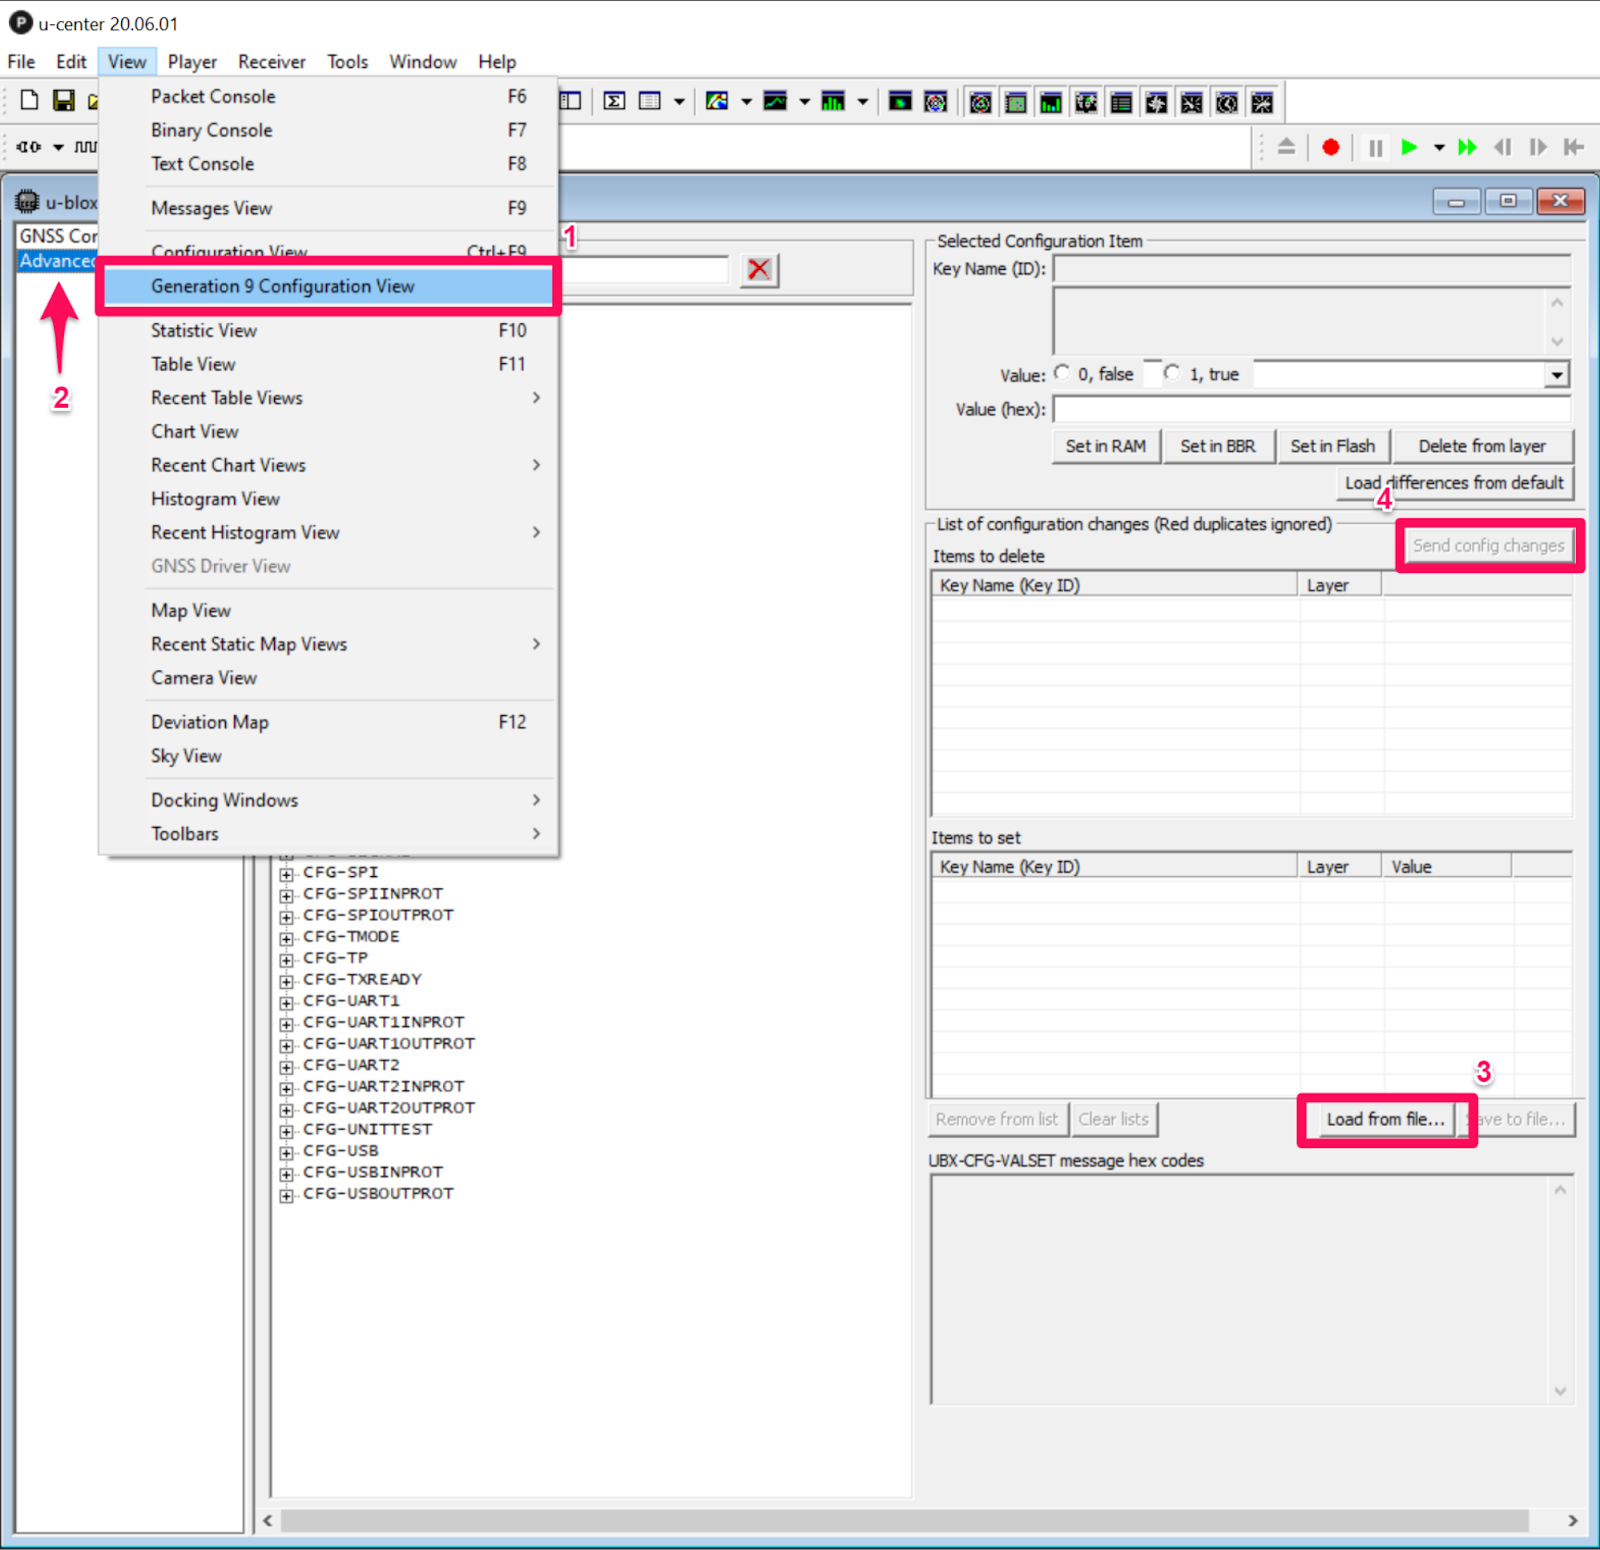 u-center 20.06.01
File Edit View Player Receiver Tools Window Help
Packet Console F6
Binary Console F7
Text Console F8
Messages View F9
Configuration View Ctrl+F9
Generation 9 Configuration View
Statistic View F10
Table View F11
Recent Table Views
Chart View
Recent Chart Views
Histogram View
Recent Histogram View
GNSS Driver View
Map View
Recent Static Map Views
Camera View
Deviation Map F12
Sky View
Docking Windows
Toolbars
u-blox
GNSS Cor
Advanced
1
2
CFG-SPI
CFG-SPIINPROT
CFG-SPIOUTPROT
CFG-TMODE
CFG-TP
CFG-TXREADY
CFG-UART1
CFG-UART1INPROT
CFG-UART1OUTPROT
CFG-UART2
CFG-UART2INPROT
CFG-UART2OUTPROT
CFG-UNITTEST
CFG-USB
CFG-USBINPROT
CFG-USBOUTPROT
Selected Configuration Item
Key Name (ID):
Value: 0, false 1, true
Value (hex):
Set in RAM Set in BBR Set in Flash Delete from layer
Load differences from default
4
List of configuration changes (Red duplicates ignored)
Send config changes
Items to delete
Key Name (Key ID) Layer
Items to set
Key Name (Key ID) Layer Value
3
Remove from list Clear lists Load from file... ave to file...
UBX-CFG-VALSET message hex codes